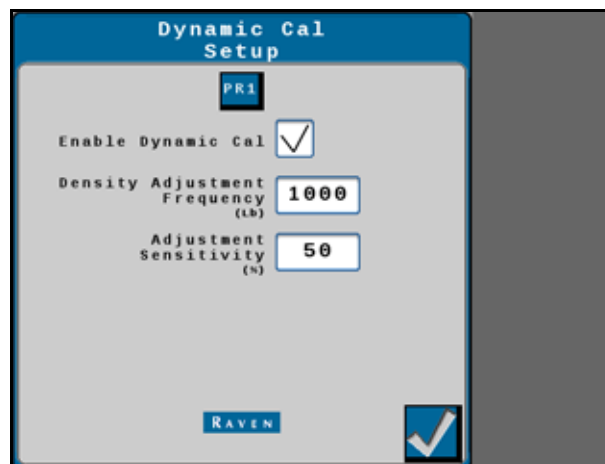 Dynamic Cal
Setup
PR1
Enable Dynamic Cal
Density Adjustment
Frequency
(Lb)
1000
Adjustment
Sensitivity
(%)
50
RAVEN